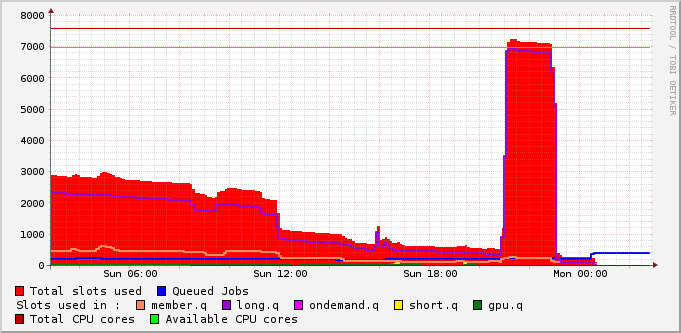 8000
7000
6000
5000
4000
3000
2000
1000
0
Sun 06:00 Sun 12:00 Sun 18:00 Mon 00:00
RRDTOOL / TOBI OETIKER
Total slots used Queued Jobs
Slots used in : member.q long.q ondemand.q short.q gpu.q
Total CPU cores Available CPU cores